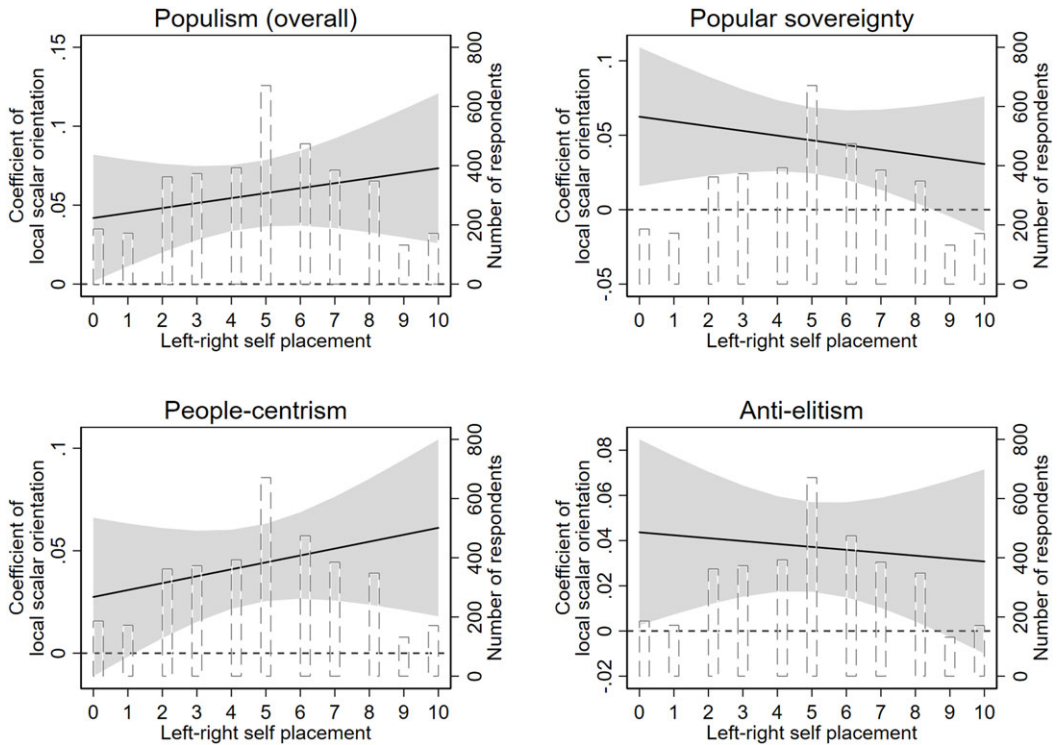 Populism (overall)
Coefficient of
local scalar orientation
.15
.1
.05
0
800
600
400
200
0
Number of respondents
0 1 2 3 4 5 6 7 8 9 10
Left-right self placement
Popular sovereignty
Coefficient of
local scalar orientation
.1
.05
0
-.05
800
600
400
200
0
Number of respondents
0 1 2 3 4 5 6 7 8 9 10
Left-right self placement
People-centrism
Coefficient of
local scalar orientation
.1
.05
0
800
600
400
200
0
Number of respondents
0 1 2 3 4 5 6 7 8 9 10
Left-right self placement
Anti-elitism
Coefficient of
local scalar orientation
.08
.06
.04
.02
0
-.02
800
600
400
200
0
Number of respondents
0 1 2 3 4 5 6 7 8 9 10
Left-right self placement